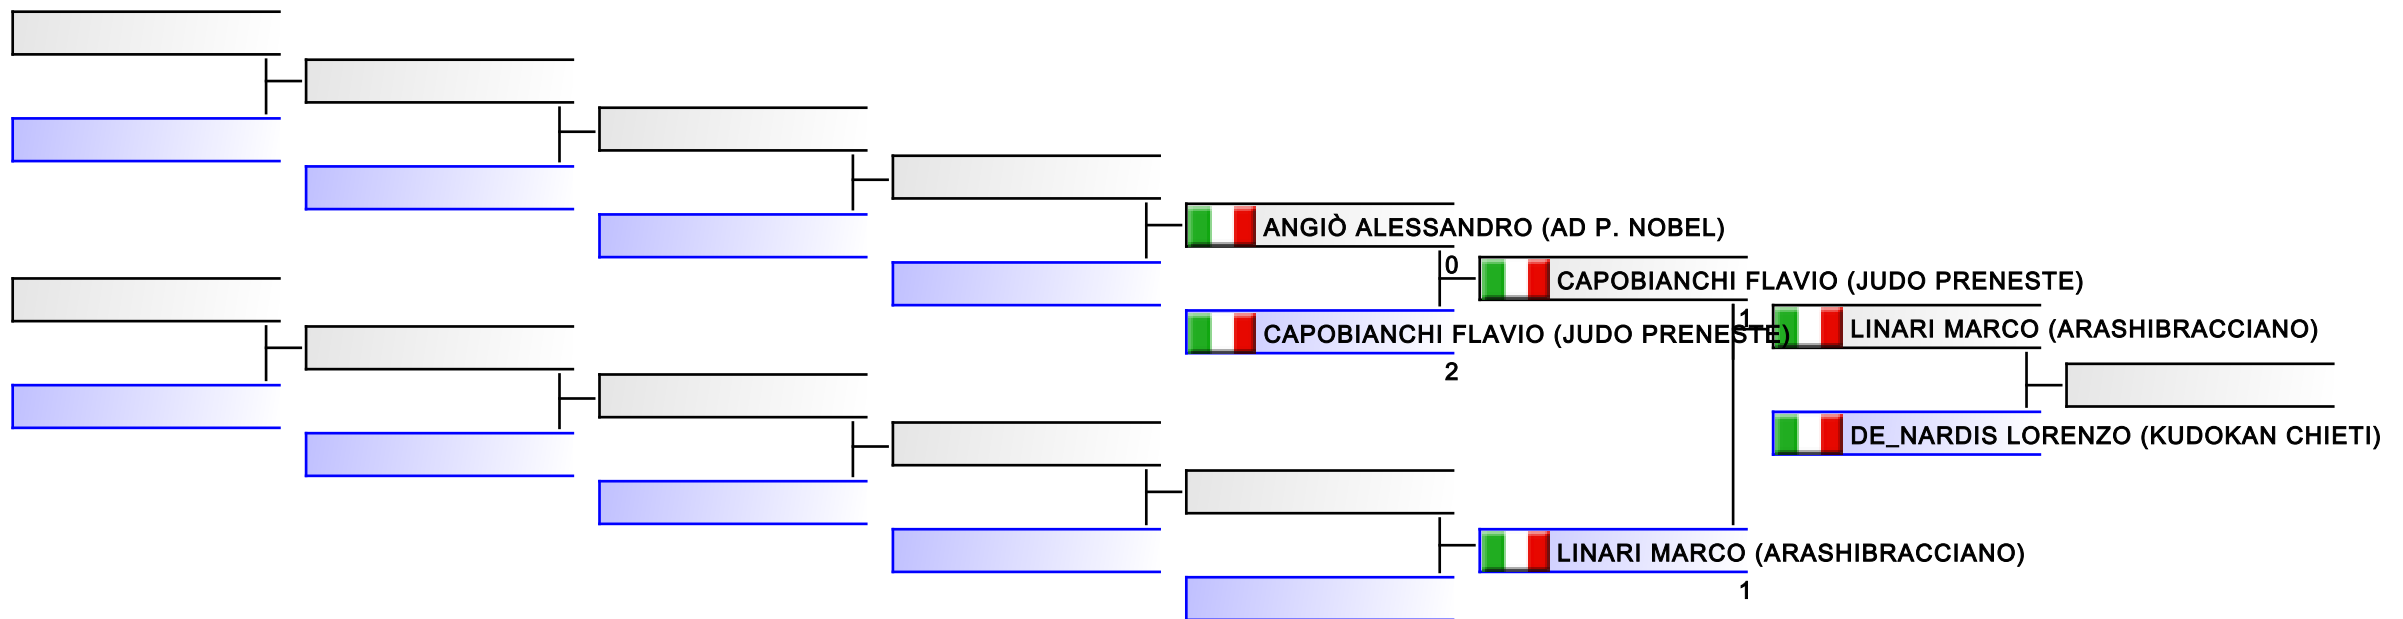 ANGIÒ ALESSANDRO (AD P. NOBEL)
0
CAPOBIANCHI FLAVIO (JUDO PRENESTE)
CAPOBIANCHI FLAVIO (JUDO PRENESTE)
2
1
LINARI MARCO (ARASHIBRACCIANO)
DE_NARDIS LORENZO (KUDOKAN CHIETI)
LINARI MARCO (ARASHIBRACCIANO)
1